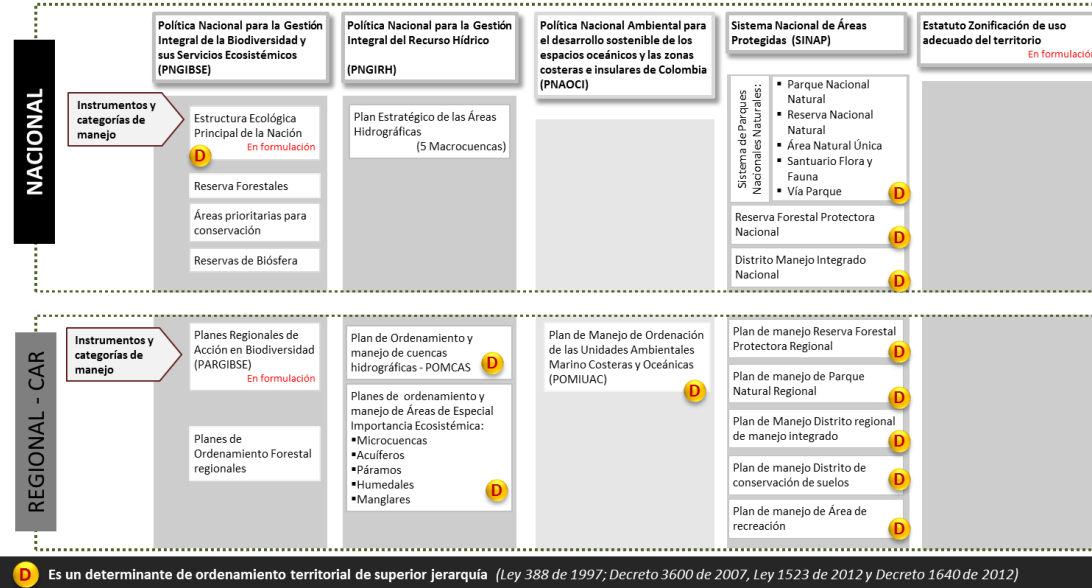 Política Nacional para la Gestión
Integral de la Biodiversidad y
sus Servicios Ecosistémicos
(PNGIBSE)
Política Nacional para la Gestión
Integral del Recurso Hídrico
(PNGIRH)
Política Nacional Ambiental para
el desarrollo sostenible de los
espacios oceánicos y las zonas
costeras e insulares de Colombia
(PNAOCI)
Sistema Nacional de Áreas
Protegidas (SINAP)
Estatuto Zonificación de uso
adecuado del territorio
En formulación
NACIONAL
Instrumentos y
categorías de
manejo
Estructura Ecológica
Principal de la Nación
En formulación
D
Reserva Forestales
Áreas prioritarias para
conservación
Reservas de Biósfera
Plan Estratégico de las Áreas
Hidrográficas
(5 Macrocuencas)
Sistema de Parques
Nacionales Naturales:
▪ Parque Nacional
Natural
▪ Reserva Nacional
Natural
▪ Área Natural Única
▪ Santuario Flora y
Fauna
▪ Vía Parque
D
Reserva Forestal Protectora
Nacional
D
Distrito Manejo Integrado
Nacional
D
REGIONAL - CAR
Instrumentos y
categorías de
manejo
Planes Regionales de
Acción en Biodiversidad
(PARGIBSE)
En formulación
Planes de
Ordenamiento Forestal
regionales
Plan de Ordenamiento y
manejo de cuencas
hidrográficas - POMCAS
D
Planes de ordenamiento y
manejo de Áreas de Especial
Importancia Ecosistémica:
▪Microcuencas
▪Acuíferos
▪Páramos
▪Humedales
▪Manglares
D
Plan de Manejo de Ordenación
de las Unidades Ambientales
Marino Costeras y Oceánicas
(POMIUAC)
D
Plan de manejo Reserva Forestal
Protectora Regional
D
Plan de manejo de Parque
Natural Regional
D
Plan de Manejo Distrito regional
de manejo integrado
D
Plan de manejo Distrito de
conservación de suelos
D
Plan de manejo de Área de
recreación
D
D Es un determinante de ordenamiento territorial de superior jerarquía (Ley 388 de 1997; Decreto 3600 de 2007, Ley 1523 de 2012 y Decreto 1640 de 2012)